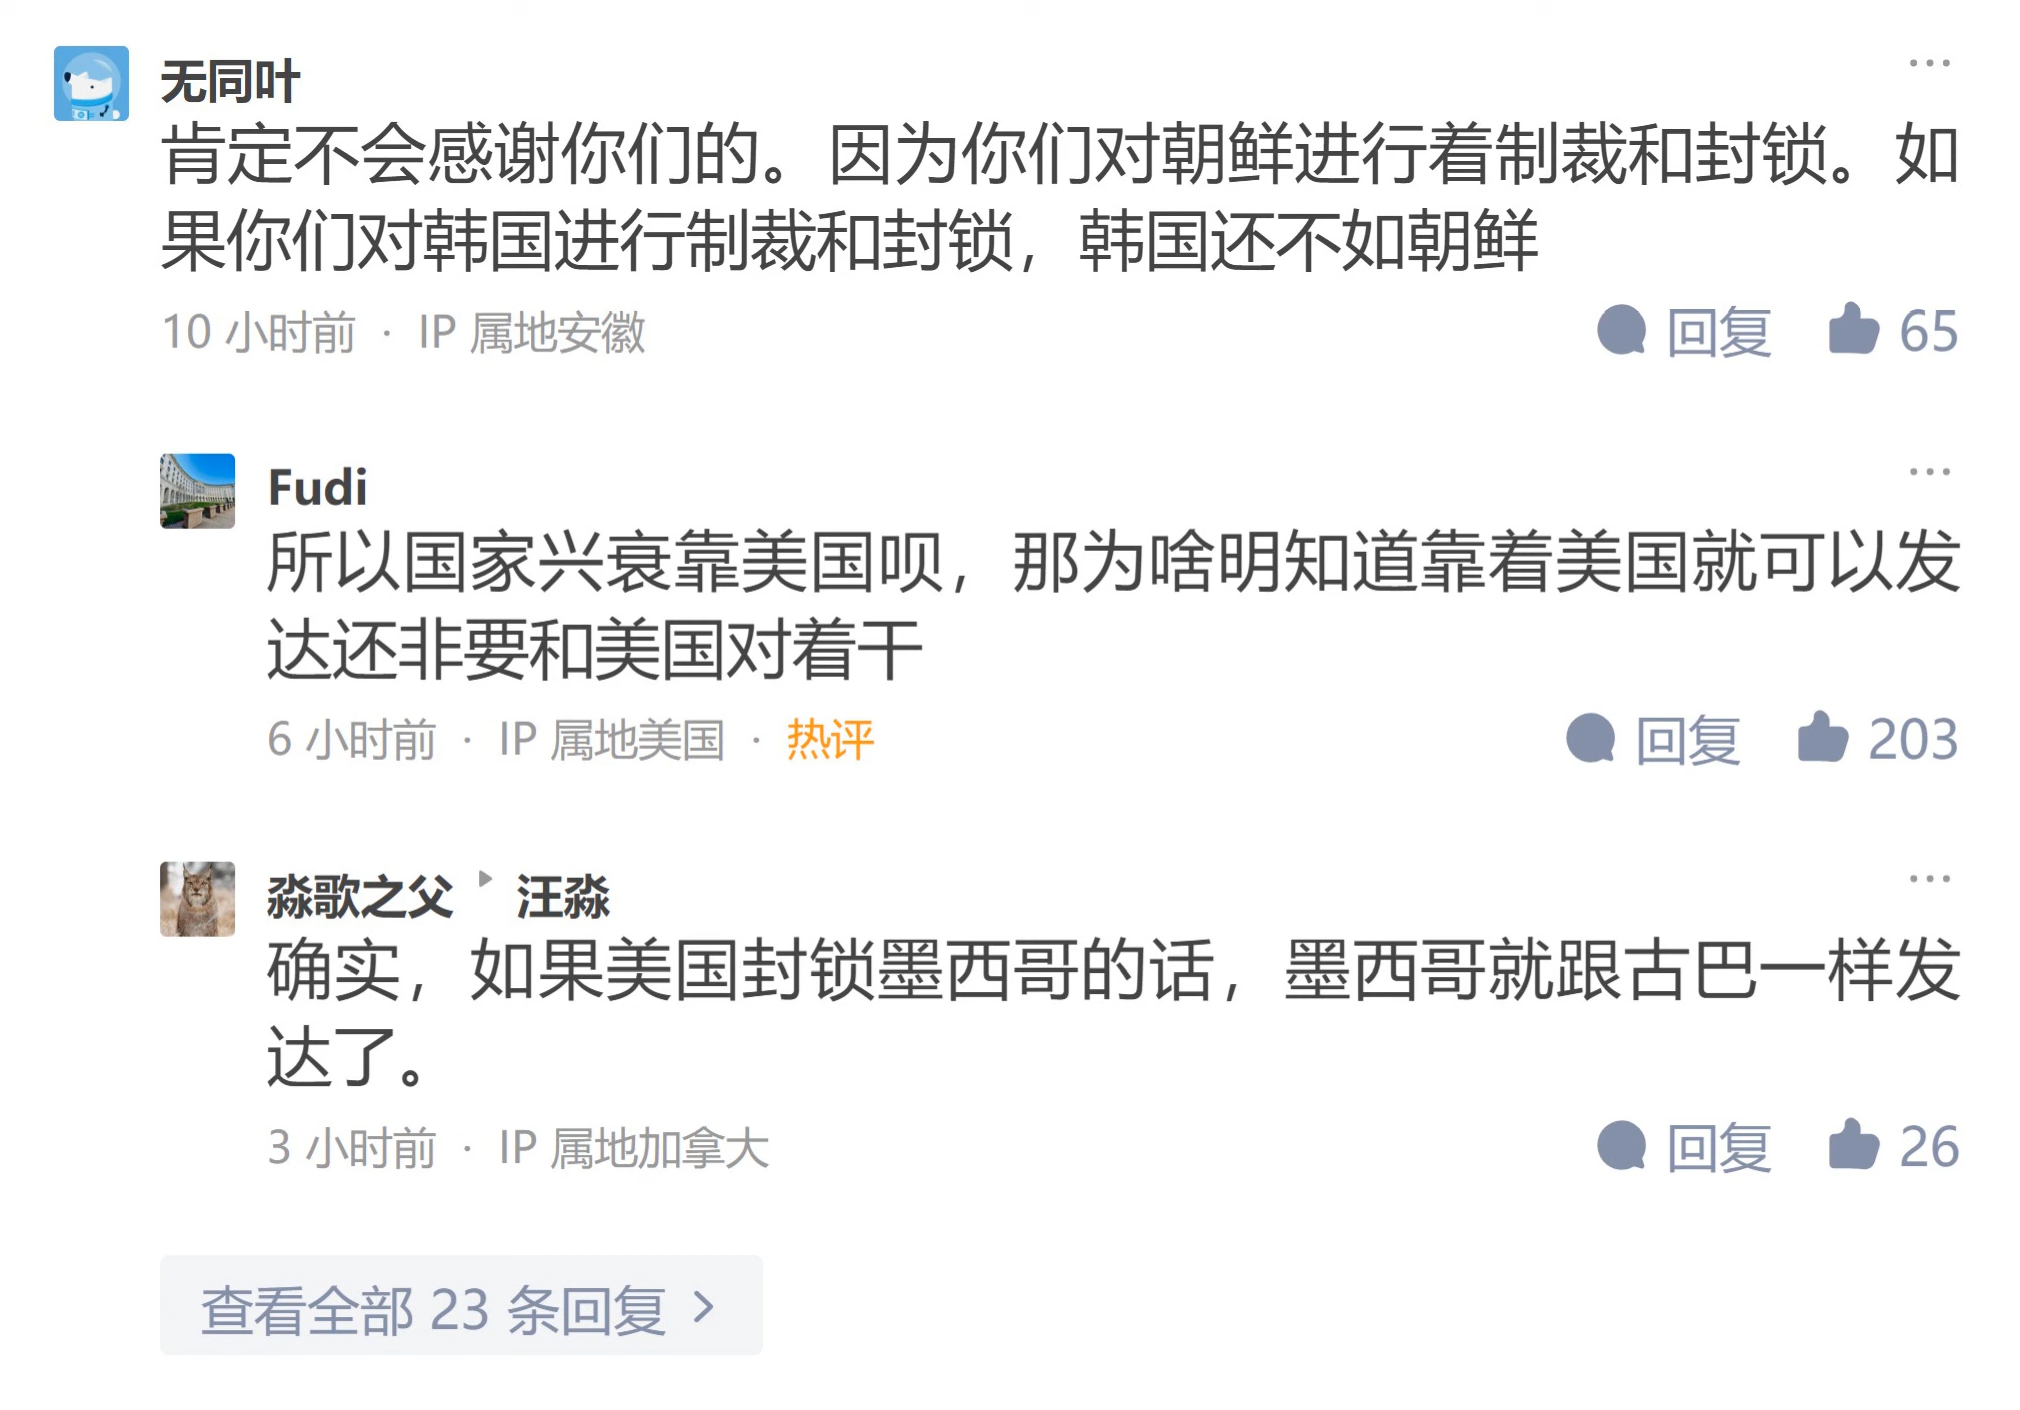 无同叶
肯定不会感谢你们的。因为你们对朝鲜进行着制裁和封锁。如
果你们对韩国进行制裁和封锁，韩国还不如朝鲜
10 小时前 · IP 属地安徽
回复 65
Fudi
所以国家兴衰靠美国呗，那为啥明知道靠着美国就可以发
达还非要和美国对着干
6 小时前 · IP 属地美国 · 热评
回复 203
淼歌之父 汪淼
确实，如果美国封锁墨西哥的话，墨西哥就跟古巴一样发
达了。
3 小时前 · IP 属地加拿大
回复 26
查看全部 23 条回复